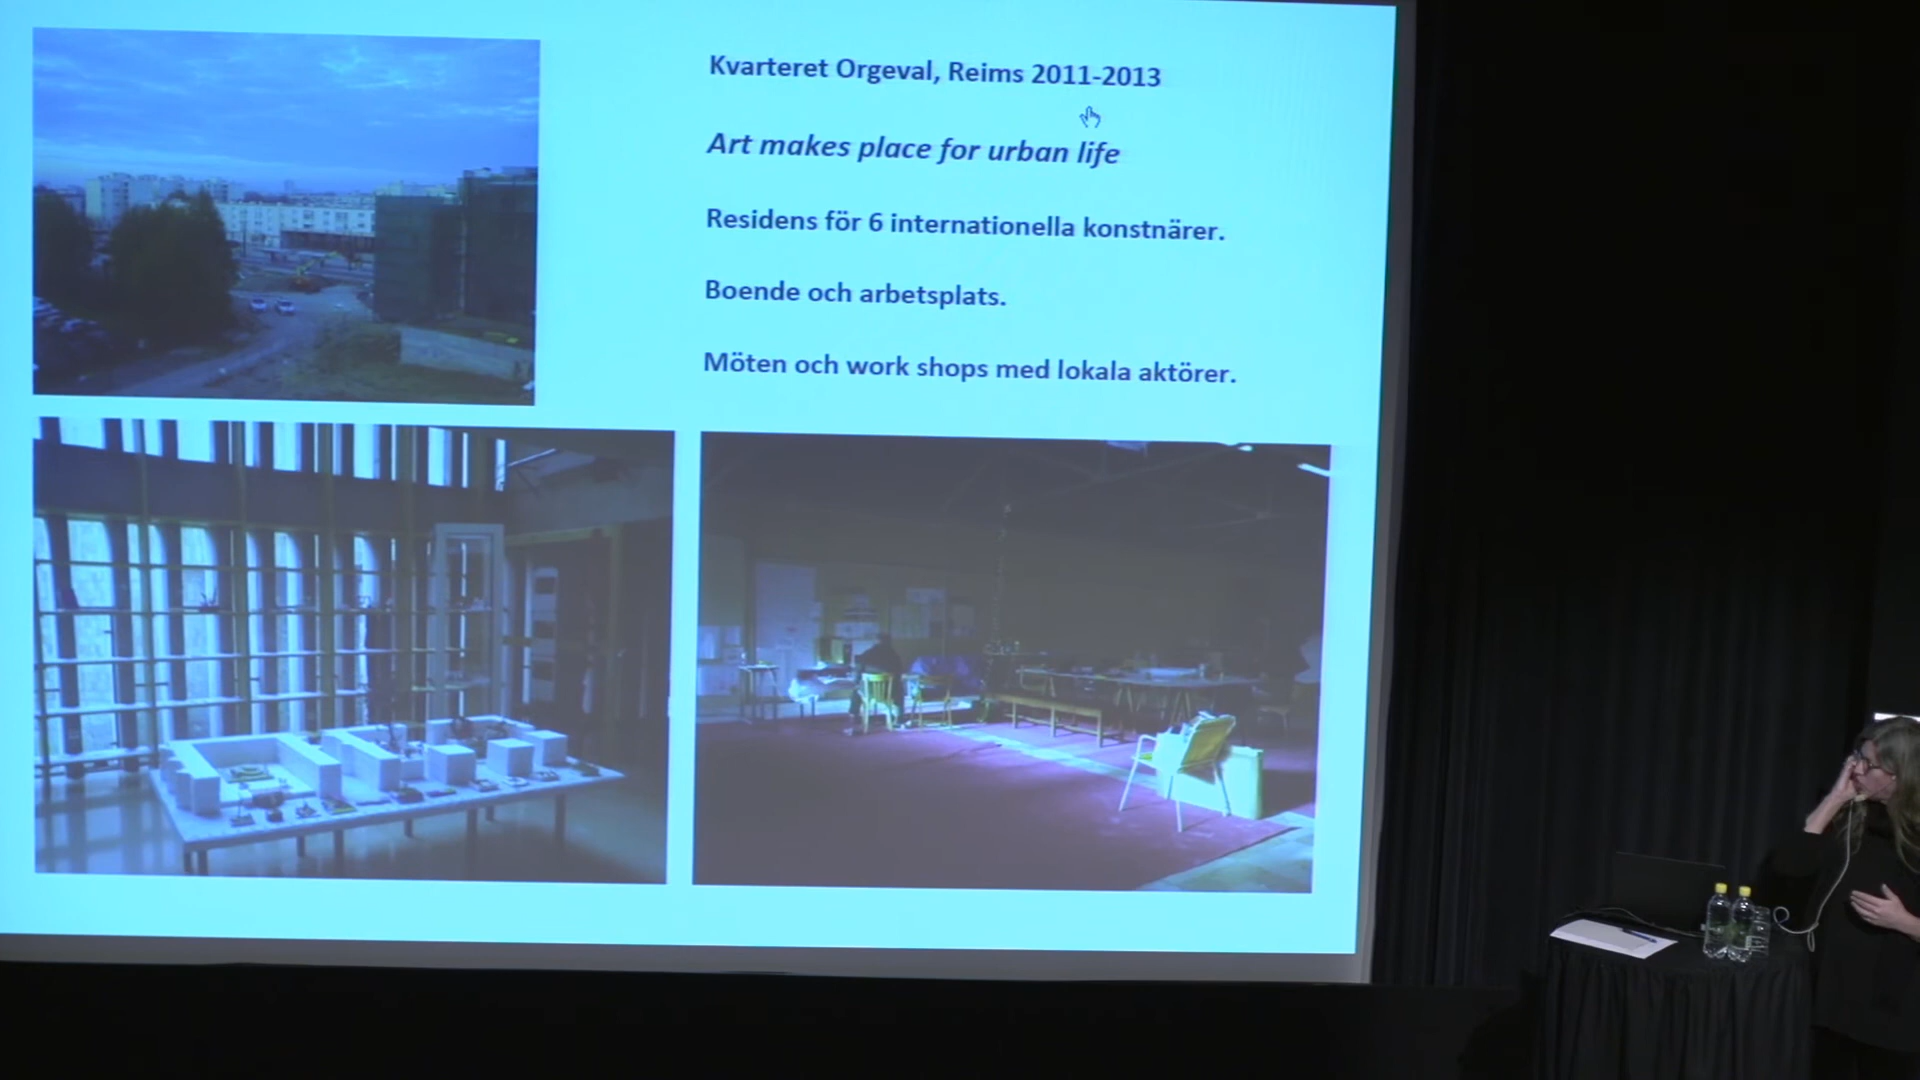 Kvarteret Orgeval, Reims 2011-2013
Art makes place for urban life
Residens för 6 internationella konstnärer.
Boende och arbetsplats.
Möten och work shops med lokala aktörer.